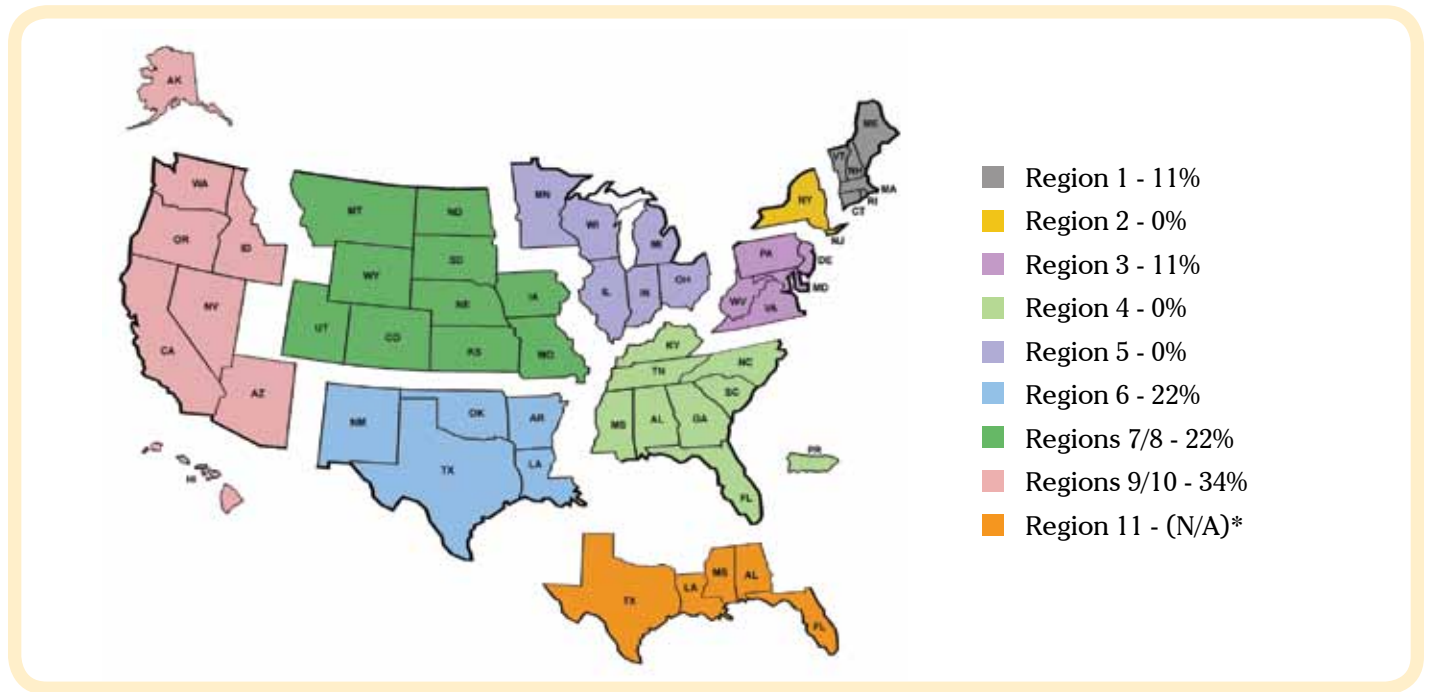 AK
WA
OR
ID
NV
CA
AZ
HI
MT
ND
SD
WY
NE
IA
UT
CO
KS
MO
MN
WI
MI
IL
IN
OH
NM
OK
AR
TX
LA
KY
TN
NC
SC
MS
AL
GA
FL
PR
ME
VT
NH
MA
RI
CT
NY
NJ
PA
DE
MD
WV
VA
TX
LA
MS
AL
FL
Region 1 - 11%
Region 2 - 0%
Region 3 - 11%
Region 4 - 0%
Region 5 - 0%
Region 6 - 22%
Regions 7/8 - 22%
Regions 9/10 - 34%
Region 11 - (N/A)*